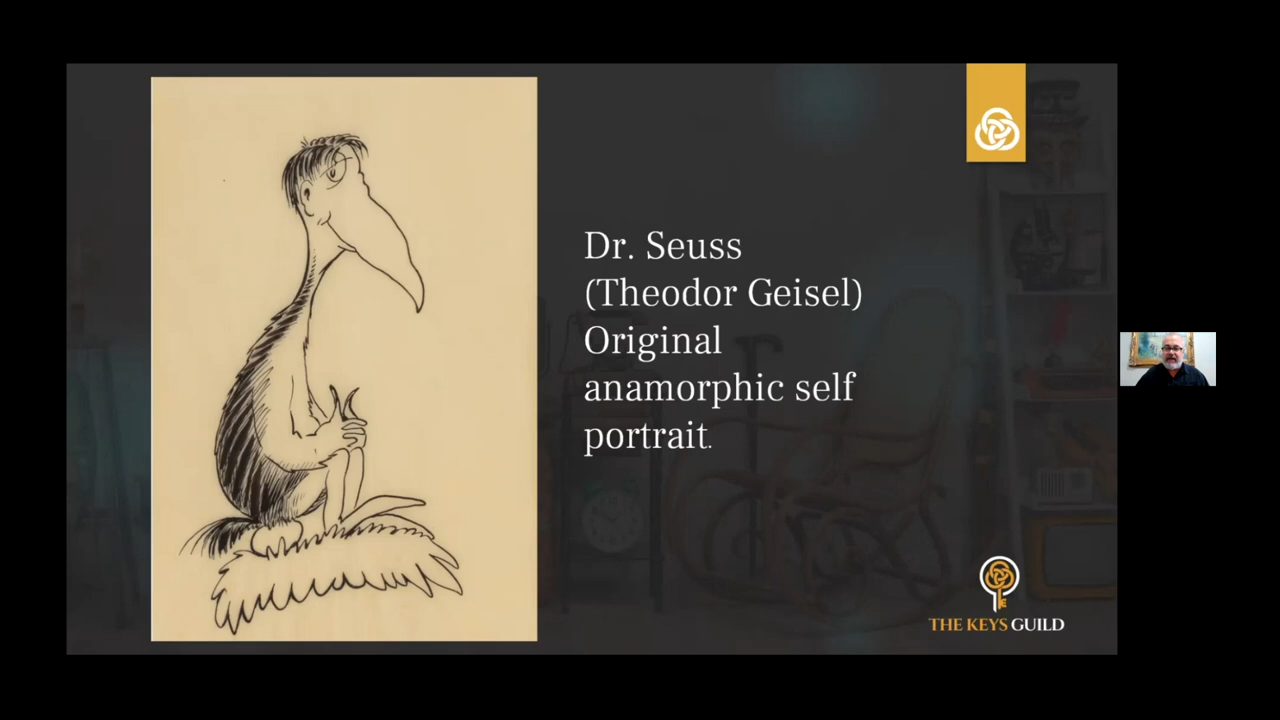 Dr. Seuss
(Theodor Geisel)
Original
anamorphic self
portrait.
THE KEYS GUILD